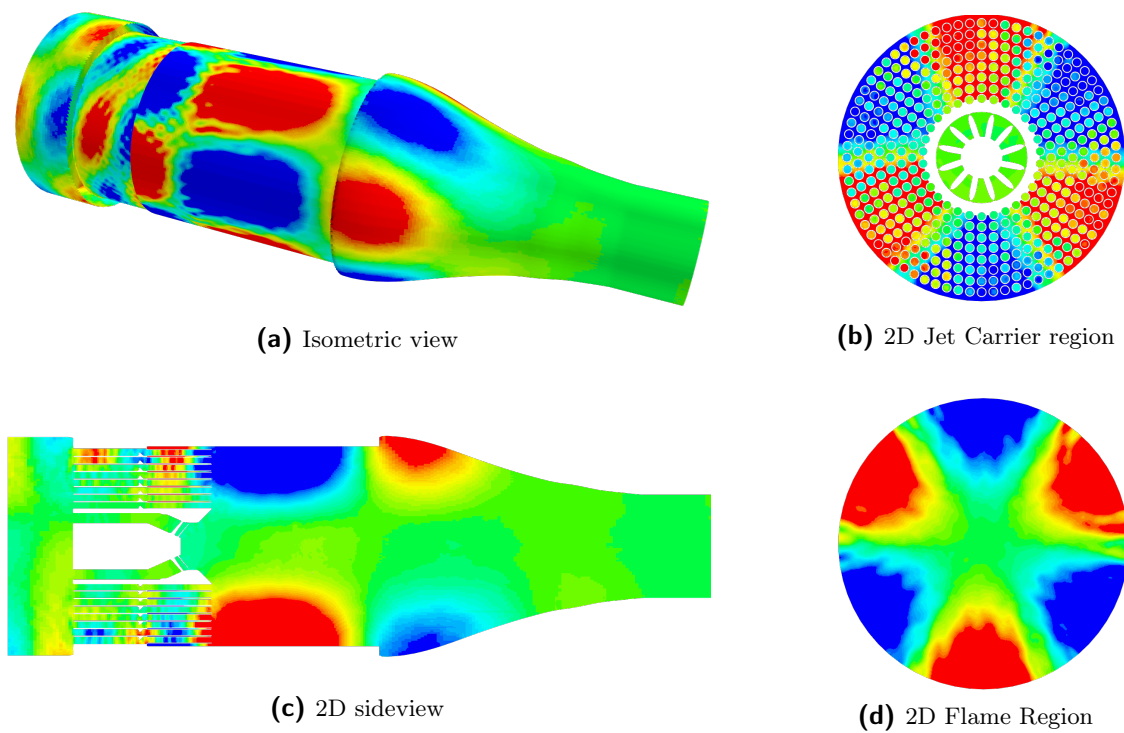 (a) Isometric view
(b) 2D Jet Carrier region
(c) 2D sideview
(d) 2D Flame Region